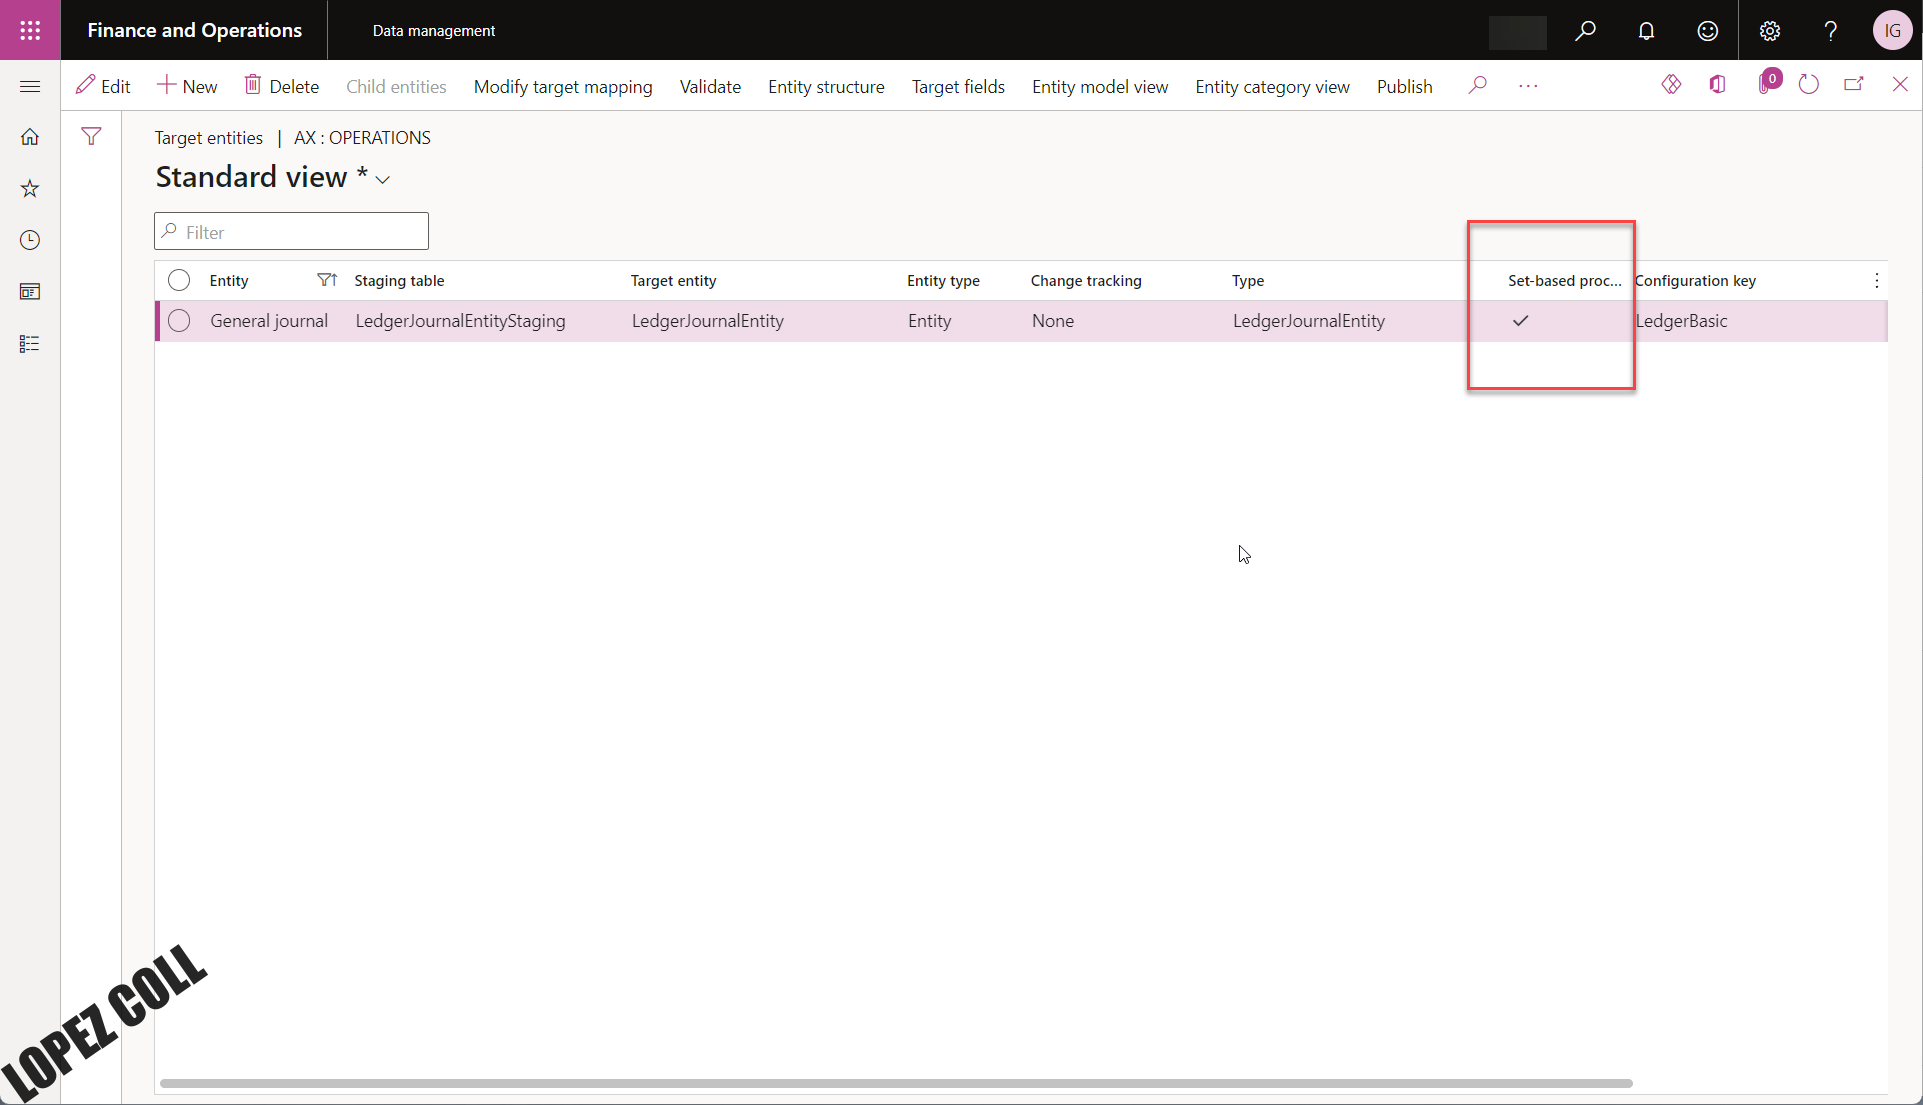 Finance and Operations
Data management
IG
Edit
New
Delete
Child entities
Modify target mapping
Validate
Entity structure
Target fields
Entity model view
Entity category view
Publish
0
Target entities | AX : OPERATIONS
Standard view *
Filter
Entity Staging table Target entity Entity type Change tracking Type Set-based proc... Configuration key
General journal LedgerJournalEntityStaging LedgerJournalEntity Entity None LedgerJournalEntity LedgerBasic
LOPEZ COLL